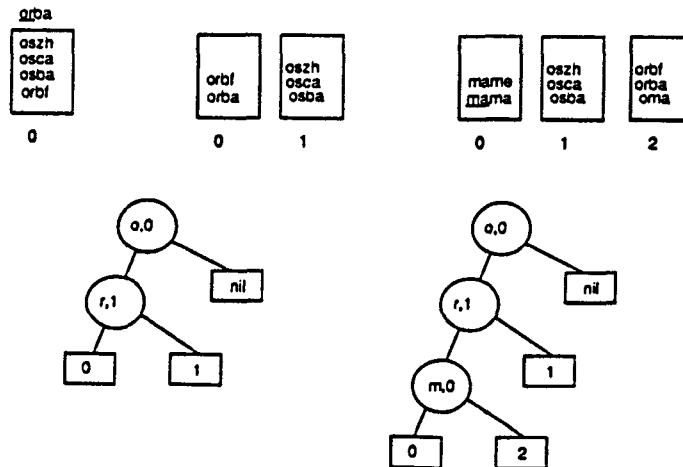 orba
oszh
osca
osba
orbf
0
orbf
orba
0
oszh
osca
osba
1
mame
mama
0
oszh
osca
osba
1
orbf
orba
oma
2
o,0
nil
r,1
0
1
o,0
nil
r,1
1
m,0
0
2